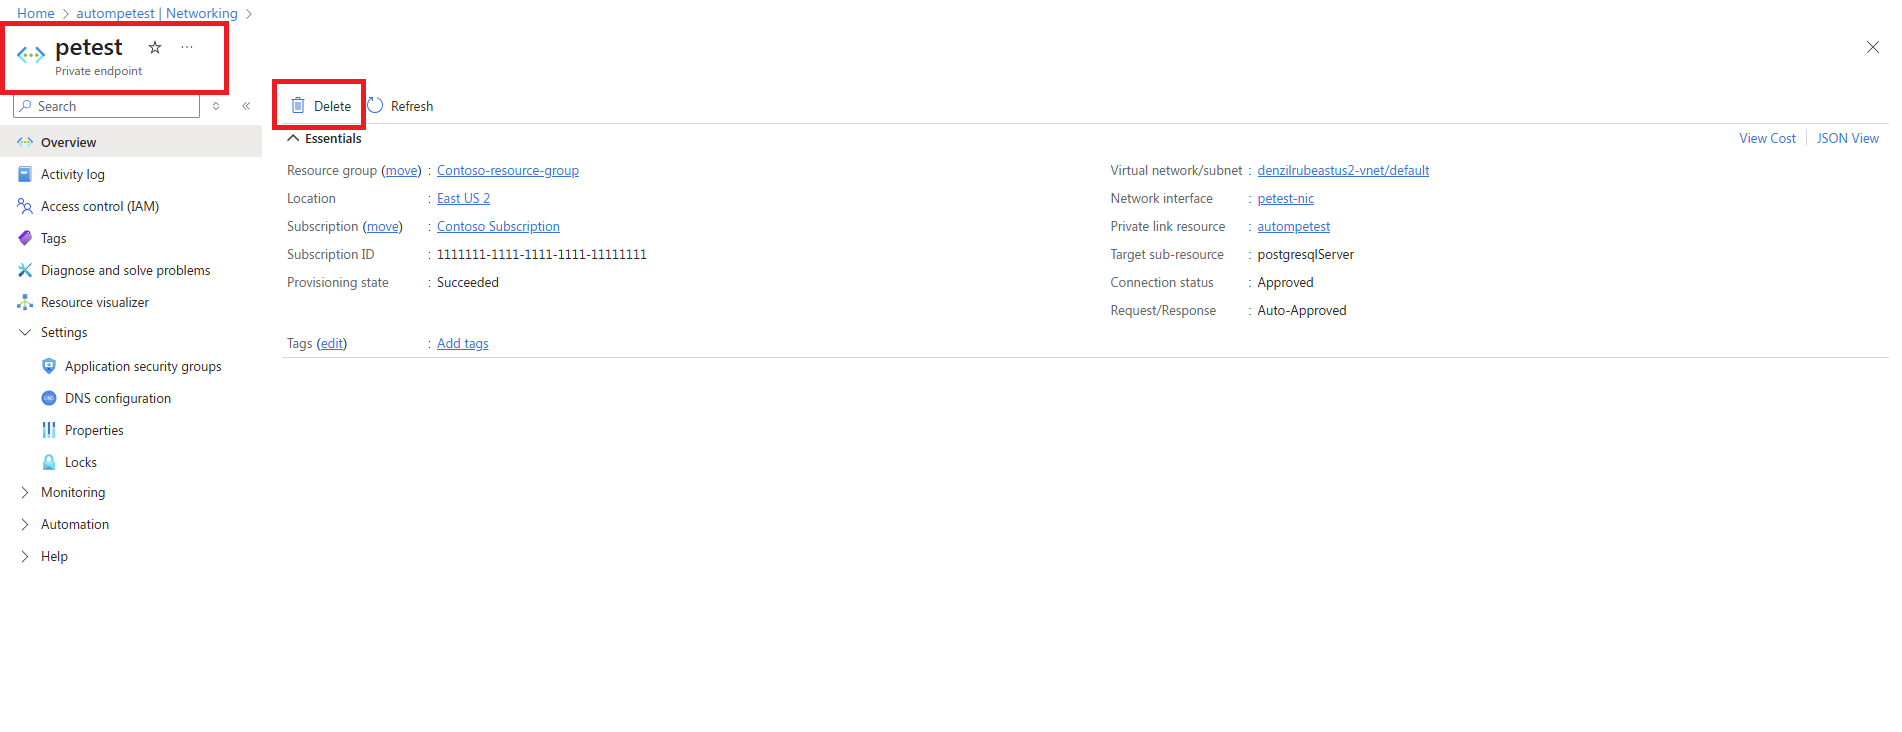 Home > autompetest | Networking >
petest
Private endpoint
Search
Delete
Refresh
Overview
Activity log
Access control (IAM)
Tags
Diagnose and solve problems
Resource visualizer
Settings
Application security groups
DNS configuration
Properties
Locks
Monitoring
Automation
Help
Essentials
View Cost
JSON View
Resource group (move) : Contoso-resource-group
Location : East US 2
Subscription (move) : Contoso Subscription
Subscription ID : 1111111-1111-1111-1111-11111111
Provisioning state : Succeeded
Virtual network/subnet : denzilrubeastus2-vnet/default
Network interface : petest-nic
Private link resource : autompetest
Target sub-resource : postgresqlServer
Connection status : Approved
Request/Response : Auto-Approved
Tags (edit) : Add tags